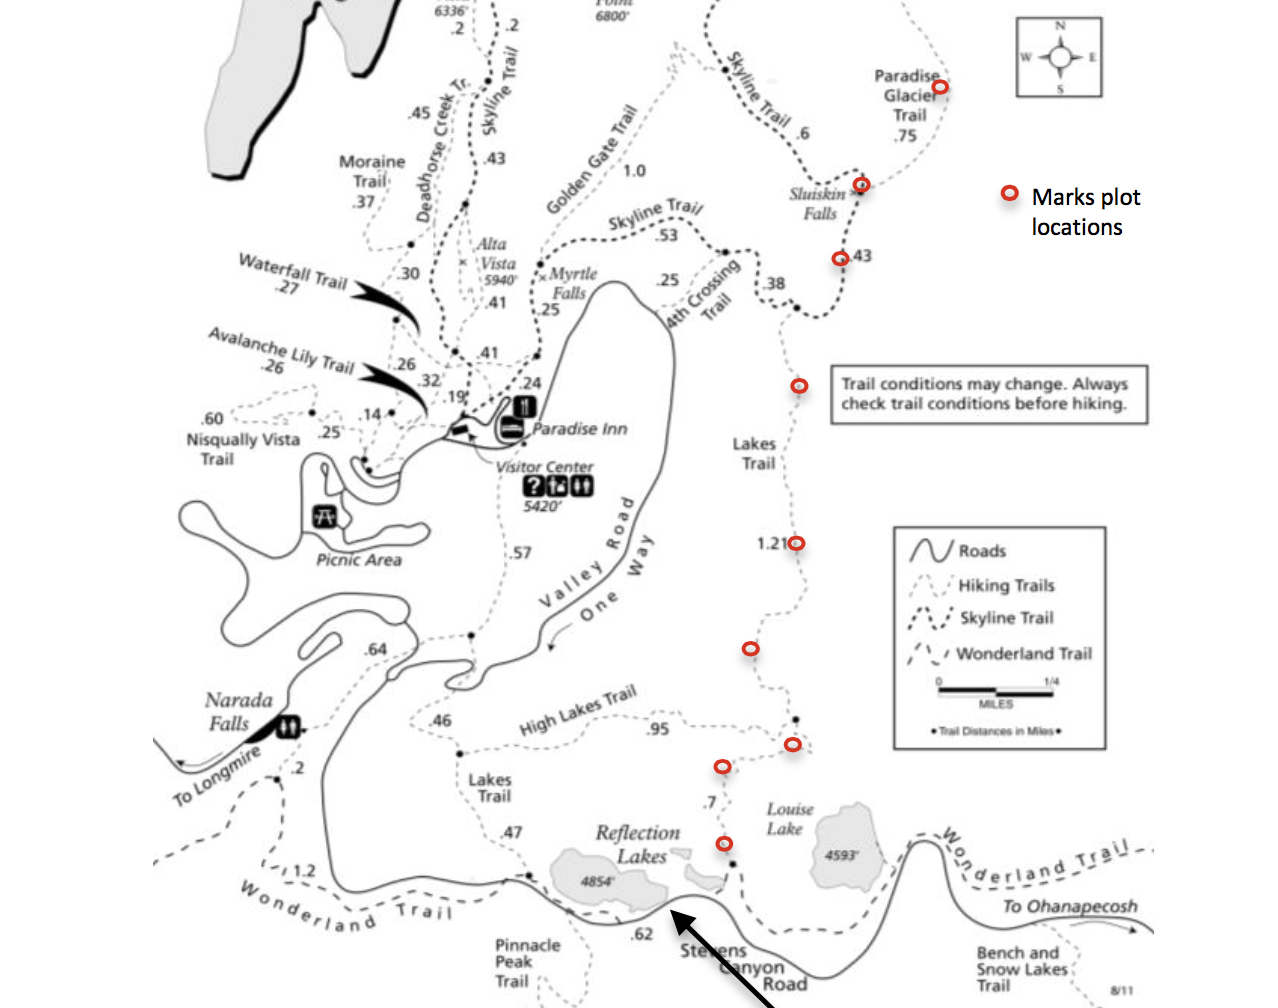 6336'
.2
.2
Point
6800'
N
W E
S
Skyline Trail
Deadhorse Creek Tr.
.45
.43
Moraine
Trail
.37
Golden Gate Trail
1.0
Skyline Trail
.6
Paradise
Glacier
Trail
.75
Sluiskin
Falls
Marks plot
locations
Skyline Trail
.53
.43
Waterfall Trail
.27
.30
Alta
Vista
5940'
Myrtle
Falls
.25
.25
4th Crossing
Trail
.38
.41
Avalanche Lily Trail
.26
.26
.32
.41
.19
.24
.14
.60
Nisqually Vista
Trail
.25
Paradise Inn
Visitor Center
?
5420'
Trail conditions may change. Always
check trail conditions before hiking.
Lakes
Trail
1.21
Picnic Area
.57
Valley Road
One Way
Roads
Hiking Trails
Skyline Trail
Wonderland Trail
0 1/4
MILES
• Trail Distances in Miles •
.64
Narada
Falls
To Longmire
.2
.46
High Lakes Trail
.95
Lakes
Trail
.47
.7
Louise
Lake
4593'
Reflection
Lakes
4854'
1.2
Wonderland Trail
Wonderland Trail
.62
Stevens
Canyon
Road
Pinnacle
Peak
Trail
To Ohanapecosh
Bench and
Snow Lakes
Trail
8/11